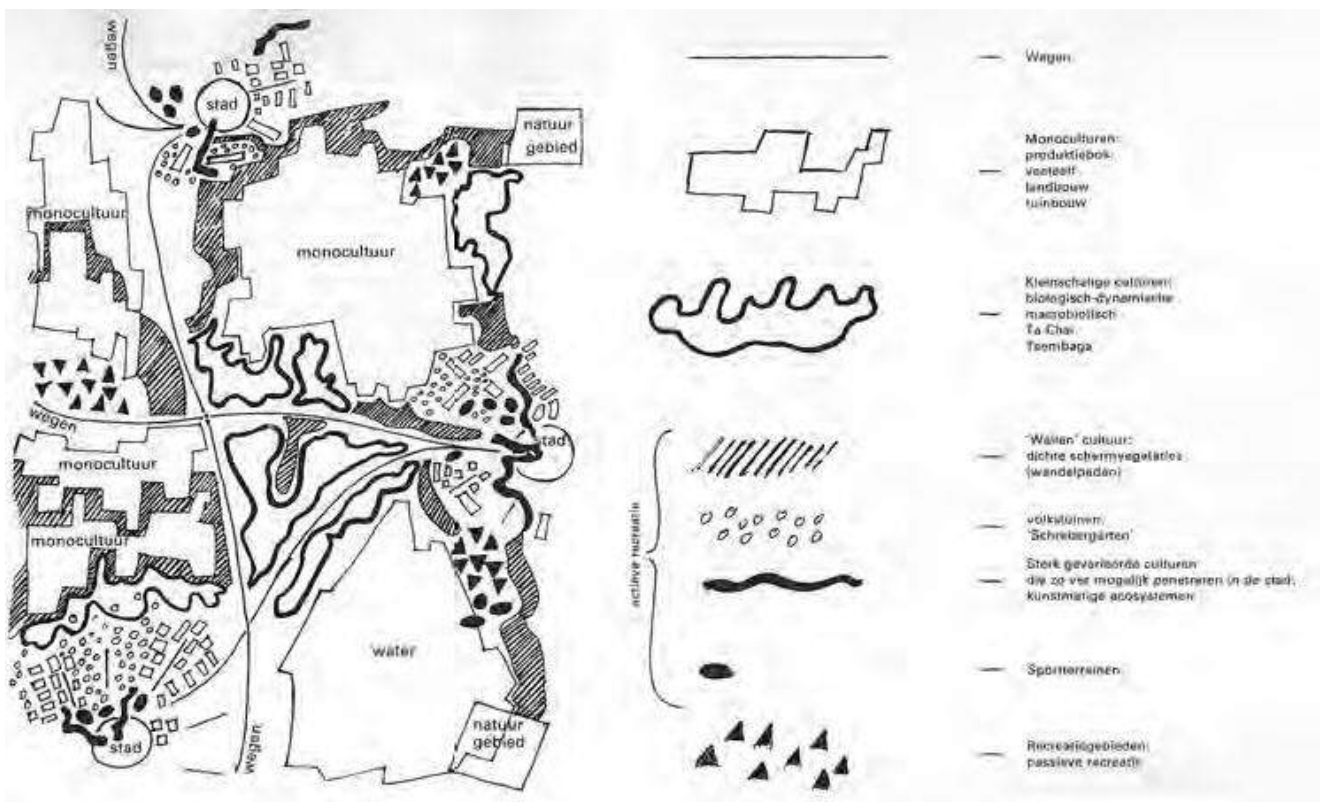 wegen
stad
natuur
gebied
monocultuur
monocultuur
wegen
stad
monocultuur
monocultuur
water
natuur
gebied
stad
wegen
Wegen
Monoculturen:
veeteelt
landbouw
tuinbouw
Kleinschalige culturen:
biologisch-dynamische
macrobiotisch
Ta Chai
'Wallen' cultuur:
dichte schermvegetaties
(wandelpaden)
actieve recreatie
volkstuinen:
'Schrebergärten'
Sterk gevarieerde culturen
die zo ver mogelijk penetreren in de stad:
kunstmatige ecosystemen
Sportterreinen
Recreatiegebieden:
passieve recreatie